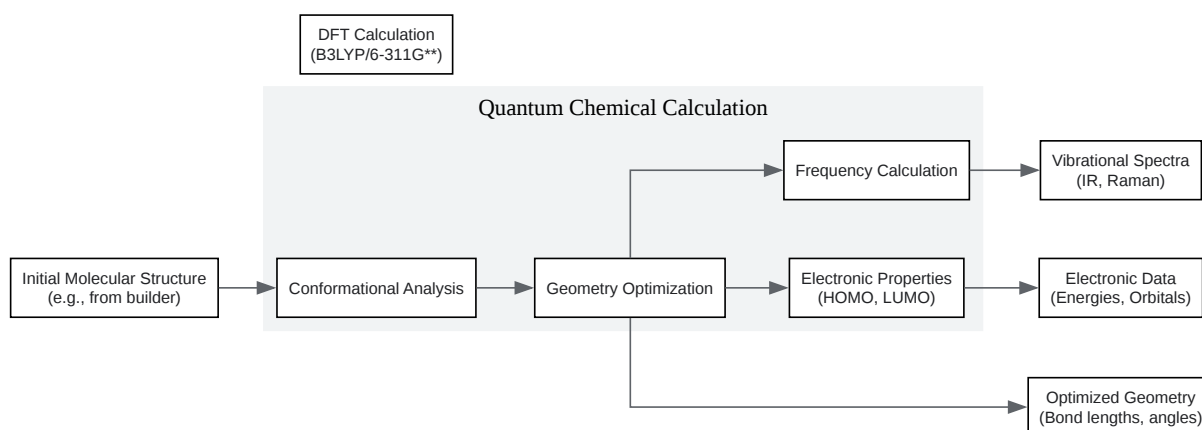 DFT Calculation
(B3LYP/6-311G**)
Quantum Chemical Calculation
Frequency Calculation
Vibrational Spectra
(IR, Raman)
Initial Molecular Structure
(e.g., from builder)
Conformational Analysis
Geometry Optimization
Electronic Properties
(HOMO, LUMO)
Electronic Data
(Energies, Orbitals)
Optimized Geometry
(Bond lengths, angles)